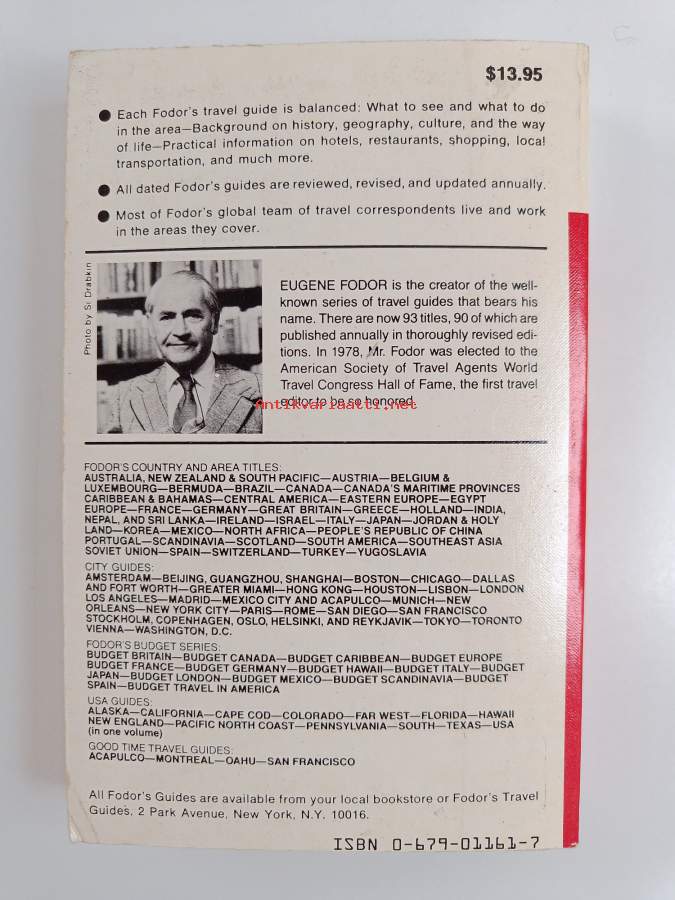 $13.95
● Each Fodor's travel guide is balanced: What to see and what to do
in the area—Background on history, geography, culture, and the way
of life—Practical information on hotels, restaurants, shopping, local
transportation, and much more.
● All dated Fodor's guides are reviewed, revised, and updated annually.
● Most of Fodor's global team of travel correspondents live and work
in the areas they cover.
Photo by Si Drabkin
EUGENE FODOR is the creator of the well-
known series of travel guides that bears his
name. There are now 93 titles, 90 of which are
published annually in thoroughly revised edi-
tions. In 1978, Mr. Fodor was elected to the
American Society of Travel Agents World
Travel Congress Hall of Fame, the first travel
editor to be so honored.
antikvariaatti.net
FODOR'S COUNTRY AND AREA TITLES:
AUSTRALIA, NEW ZEALAND & SOUTH PACIFIC—AUSTRIA—BELGIUM &
LUXEMBOURG—BERMUDA—BRAZIL—CANADA—CANADA'S MARITIME PROVINCES
CARIBBEAN & BAHAMAS—CENTRAL AMERICA—EASTERN EUROPE—EGYPT
EUROPE—FRANCE—GERMANY—GREAT BRITAIN—GREECE—HOLLAND—INDIA,
NEPAL, AND SRI LANKA—IRELAND—ISRAEL—ITALY—JAPAN—JORDAN & HOLY
LAND—KOREA—MEXICO—NORTH AFRICA—PEOPLE'S REPUBLIC OF CHINA
PORTUGAL—SCANDINAVIA—SCOTLAND—SOUTH AMERICA—SOUTHEAST ASIA
SOVIET UNION—SPAIN—SWITZERLAND—TURKEY—YUGOSLAVIA
CITY GUIDES:
AMSTERDAM—BEIJING, GUANGZHOU, SHANGHAI—BOSTON—CHICAGO—DALLAS
AND FORT WORTH—GREATER MIAMI—HONG KONG—HOUSTON—LISBON—LONDON
LOS ANGELES—MADRID—MEXICO CITY AND ACAPULCO—MUNICH—NEW
ORLEANS—NEW YORK CITY—PARIS—ROME—SAN DIEGO—SAN FRANCISCO
STOCKHOLM, COPENHAGEN, OSLO, HELSINKI, AND REYKJAVIK—TOKYO—TORONTO
VIENNA—WASHINGTON, D.C.
FODOR'S BUDGET SERIES:
BUDGET BRITAIN—BUDGET CANADA—BUDGET CARIBBEAN—BUDGET EUROPE
BUDGET FRANCE—BUDGET GERMANY—BUDGET HAWAII—BUDGET ITALY—BUDGET
JAPAN—BUDGET LONDON—BUDGET MEXICO—BUDGET SCANDINAVIA—BUDGET
SPAIN—BUDGET TRAVEL IN AMERICA
USA GUIDES:
ALASKA—CALIFORNIA—CAPE COD—COLORADO—FAR WEST—FLORIDA—HAWAII
NEW ENGLAND—PACIFIC NORTH COAST—PENNSYLVANIA—SOUTH—TEXAS—USA
(in one volume)
GOOD TIME TRAVEL GUIDES:
ACAPULCO—MONTREAL—OAHU—SAN FRANCISCO
All Fodor's Guides are available from your local bookstore or Fodor's Travel
Guides, 2 Park Avenue, New York, N.Y. 10016.
ISBN 0-679-01161-7